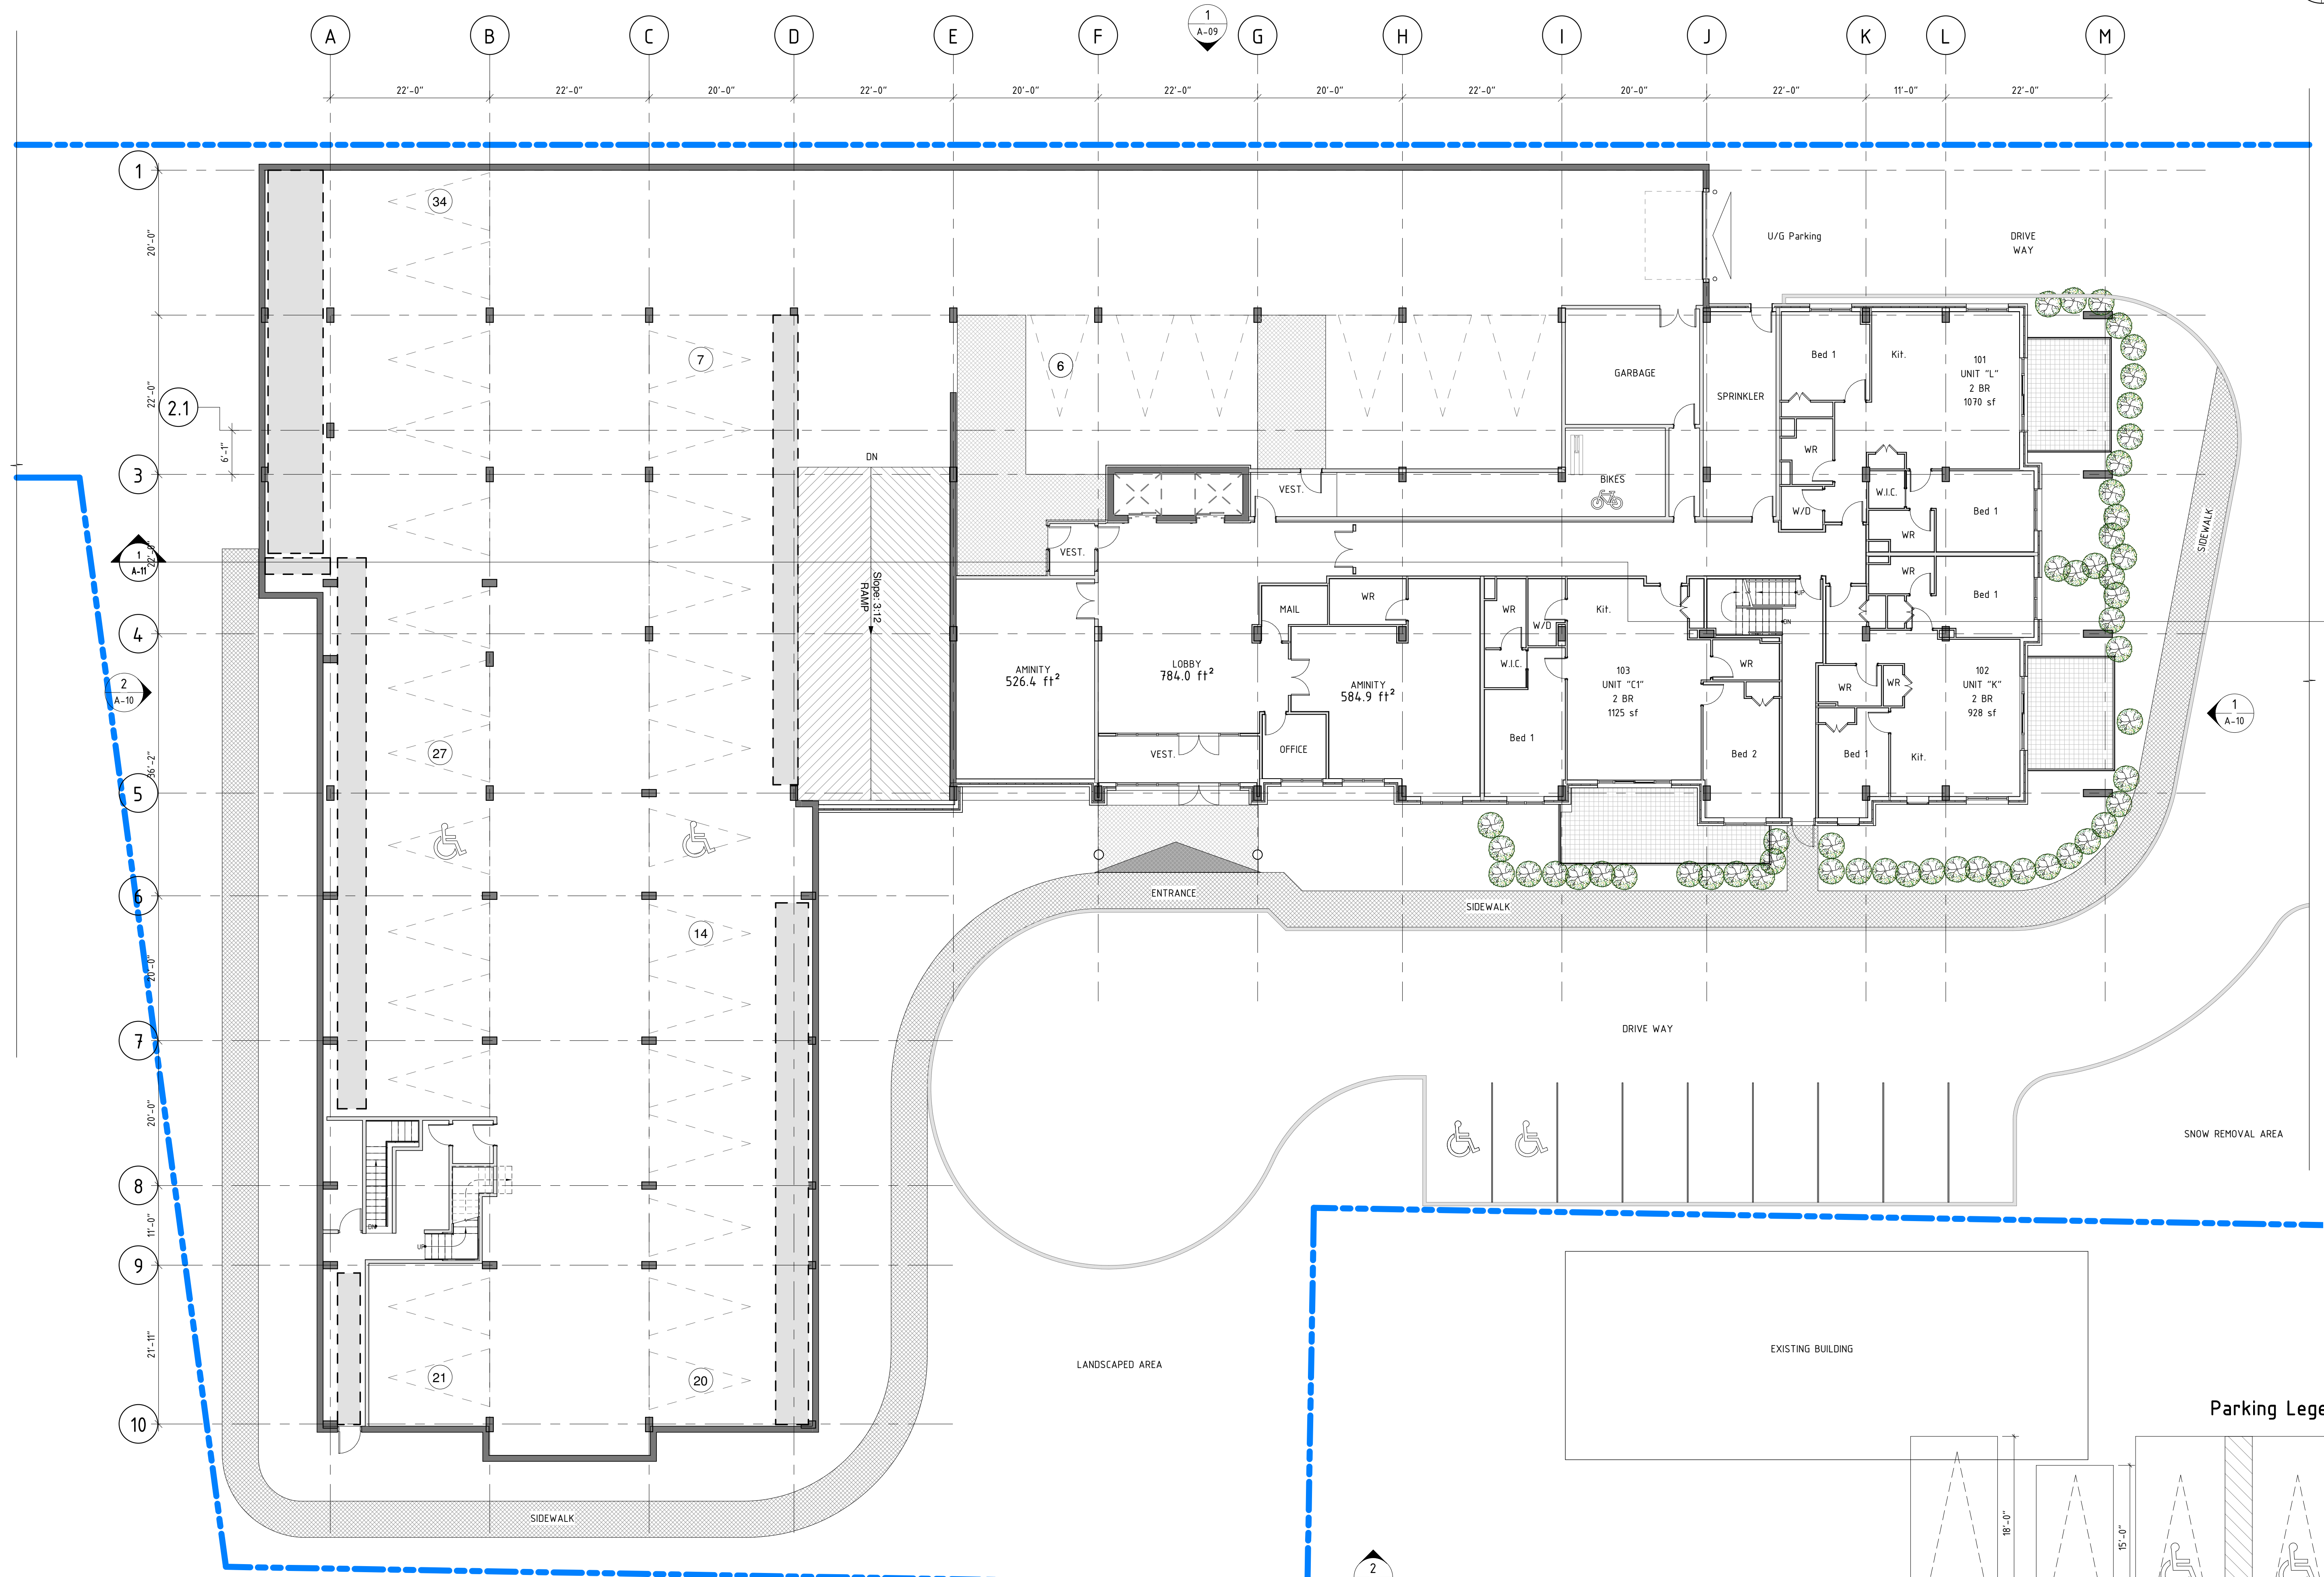 1
A-09
A
B
C
D
E
F
G
H
I
J
K
L
M
22'-0"
22'-0"
20'-0"
22'-0"
20'-0"
22'-0"
20'-0"
22'-0"
20'-0"
22'-0"
11'-0"
22'-0"
1
34
20'-0"
U/G Parking
DRIVE
WAY
7
6
22'-0"
2.1
6'-1"
GARBAGE
SPRINKLER
Bed 1
Kit.
101
UNIT "L"
2 BR
1070 sf
DN
WR
3
VEST.
BIKES
W/D
W.I.C.
Bed 1
WR
SIDEWALK
1
A-11
22'-0"
VEST.
WR
Bed 1
Slope: 3:12
RAMP
MAIL
WR
WR
W/D
Kit.
UP
DN
4
AMINITY
526.4 ft²
LOBBY
784.0 ft²
AMINITY
584.9 ft²
W.I.C.
103
UNIT "C1"
2 BR
1125 sf
WR
WR
WR
102
UNIT "K"
2 BR
928 sf
2
A-10
1
A-10
27
36'-2"
VEST.
OFFICE
Bed 1
Bed 2
Bed 1
Kit.
5
6
ENTRANCE
SIDEWALK
14
20'-0"
7
DRIVE WAY
20'-0"
SNOW REMOVAL AREA
8
11'-0"
DN
UP
9
21'-11"
LANDSCAPED AREA
EXISTING BUILDING
21
20
10
Parking Lege
SIDEWALK
18'-0"
15'-0"
2